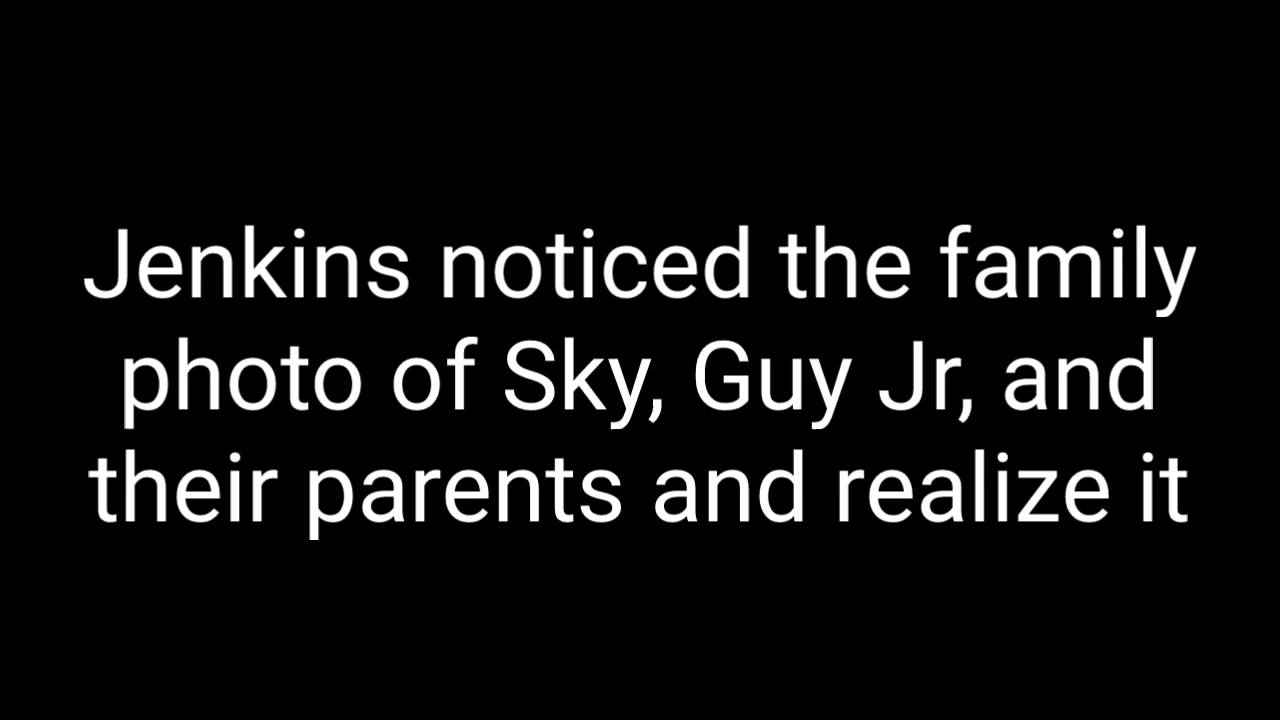 Jenkins noticed the family
photo of Sky, Guy Jr, and
their parents and realize it